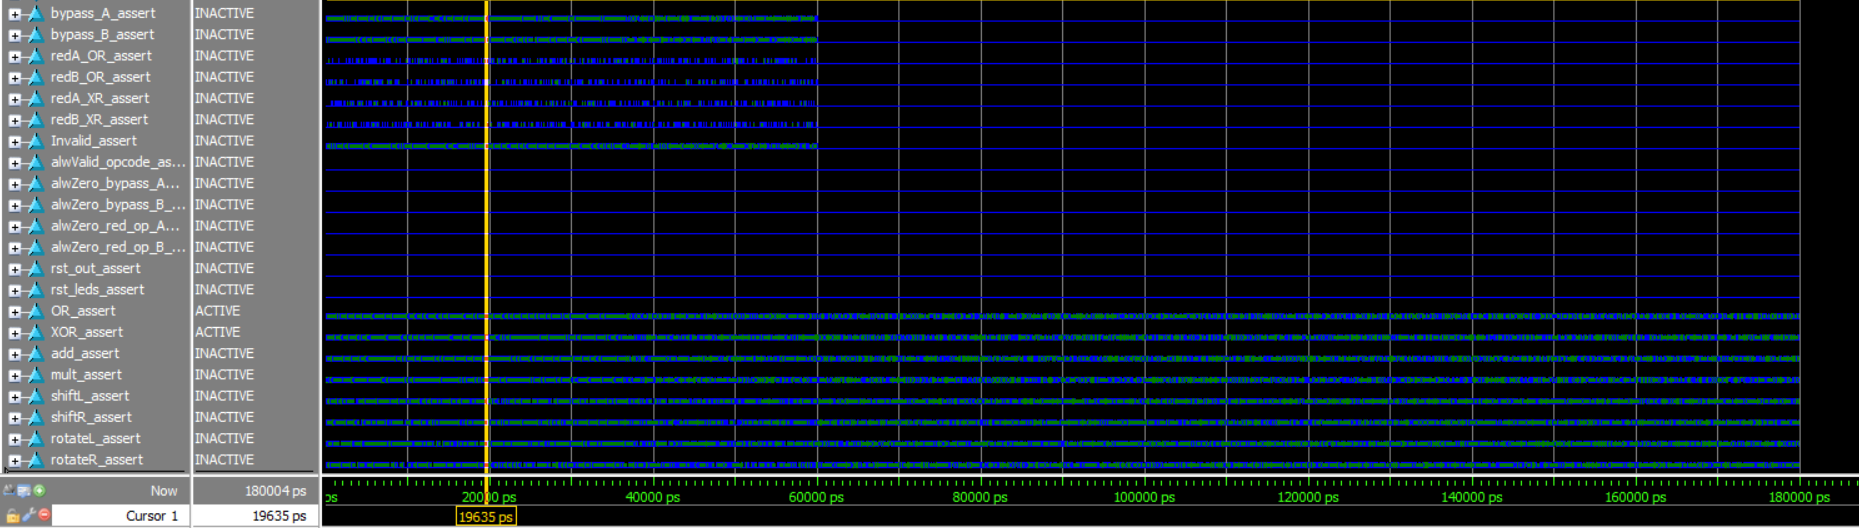 bypass_A_assert INACTIVE
bypass_B_assert INACTIVE
redA_OR_assert INACTIVE
redB_OR_assert INACTIVE
redA_XR_assert INACTIVE
redB_XR_assert INACTIVE
Invalid_assert INACTIVE
alwValid_opcode_as... INACTIVE
alwZero_bypass_A... INACTIVE
alwZero_bypass_B_... INACTIVE
alwZero_red_op_A... INACTIVE
alwZero_red_op_B_... INACTIVE
rst_out_assert INACTIVE
rst_leds_assert INACTIVE
OR_assert ACTIVE
XOR_assert ACTIVE
add_assert INACTIVE
mult_assert INACTIVE
shiftL_assert INACTIVE
shiftR_assert INACTIVE
rotateL_assert INACTIVE
rotateR_assert INACTIVE
Now 180004 ps ps 20000 ps 40000 ps 60000 ps 80000 ps 100000 ps 120000 ps 140000 ps 160000 ps 180000 ps
Cursor 1 19635 ps 19635 ps